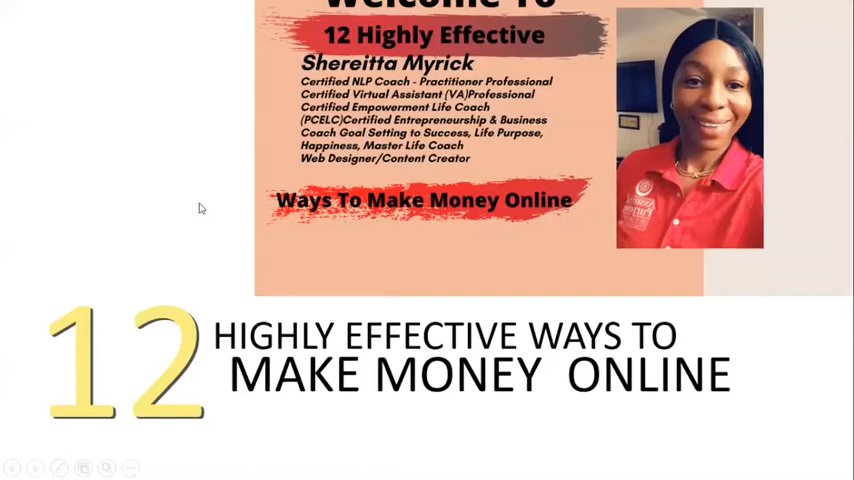 Welcome To
12 Highly Effective
Shereitta Myrick
Certified NLP Coach - Practitioner Professional
Certified Virtual Assistant (VA)Professional
Certified Empowerment Life Coach
(PCELC)Certified Entrepreneurship & Business
Coach Goal Setting to Success, Life Purpose,
Happiness, Master Life Coach
Web Designer/Content Creator
Ways To Make Money Online
12
HIGHLY EFFECTIVE WAYS TO
MAKE MONEY ONLINE